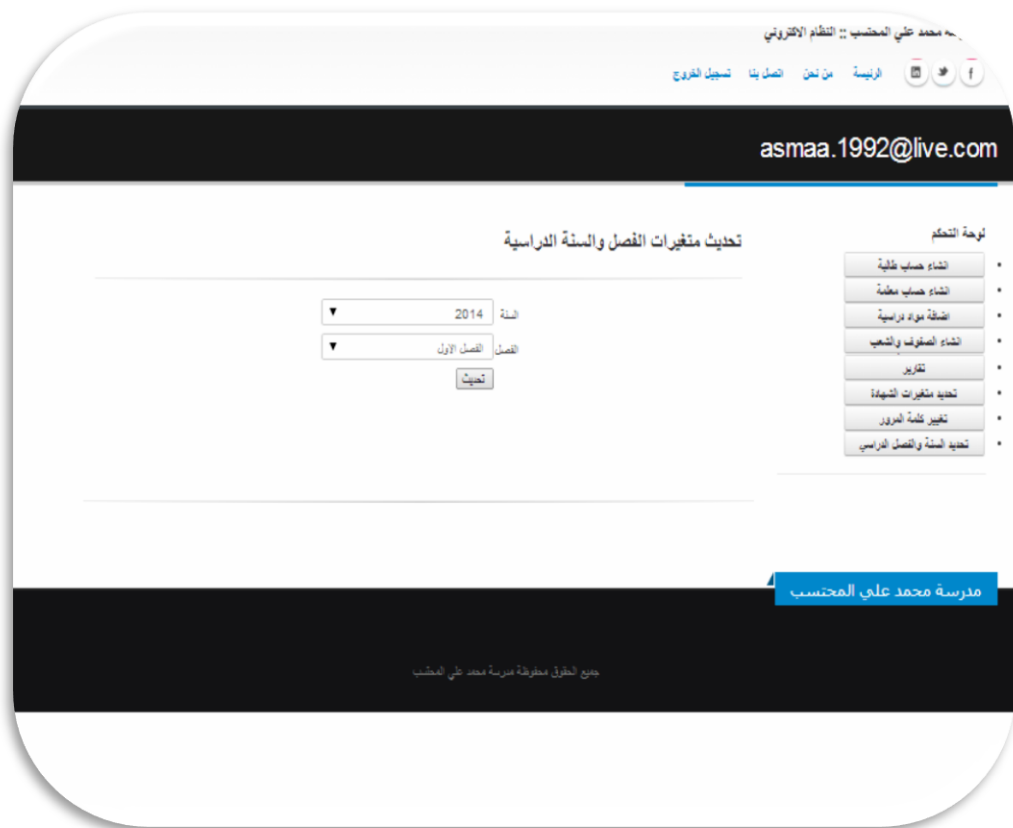 محمد علي المحتسب :: النظام الالكتروني
الرئيسة من نحن اتصل بنا تسجيل الخروج
asmaa.1992@live.com
لوحة التحكم
انشاء حساب طالبة
انشاء حساب معلمة
اضافة مواد دراسية
انشاء الصفوف والشعب
تقارير
تحديد متغيرات الشهادة
تغيير كلمة المرور
تحديد السنة والفصل الدراسي
تحديث متغيرات الفصل والسنة الدراسية
السنة 2014
الفصل الفصل الاول
تحديث
مدرسة محمد علي المحتسب
جميع الحقوق محفوظة مدرسة محمد علي المحتسب